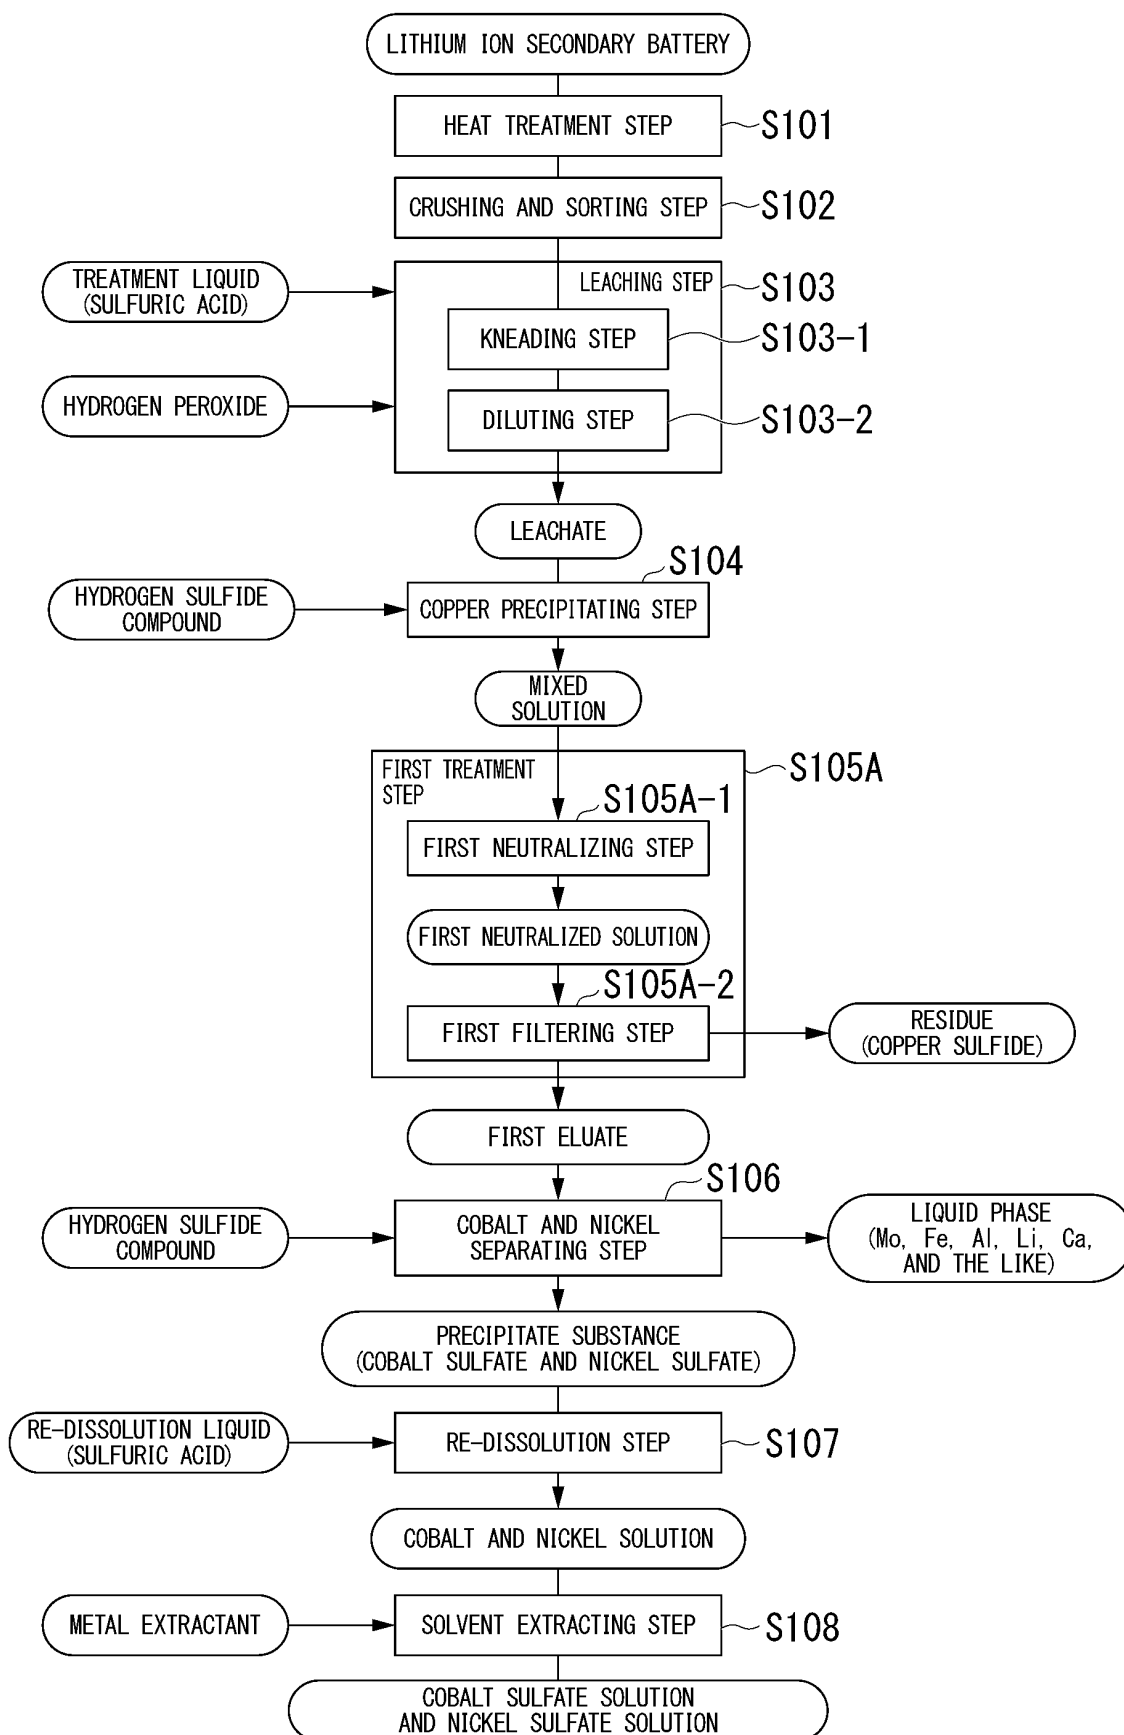 LITHIUM ION SECONDARY BATTERY
HEAT TREATMENT STEP
S101
CRUSHING AND SORTING STEP
S102
TREATMENT LIQUID
(SULFURIC ACID)
LEACHING STEP
S103
KNEADING STEP
S103-1
HYDROGEN PEROXIDE
DILUTING STEP
S103-2
LEACHATE
S104
HYDROGEN SULFIDE
COMPOUND
COPPER PRECIPITATING STEP
MIXED
SOLUTION
FIRST TREATMENT
STEP
S105A
S105A-1
FIRST NEUTRALIZING STEP
FIRST NEUTRALIZED SOLUTION
S105A-2
FIRST FILTERING STEP
RESIDUE
(COPPER SULFIDE)
FIRST ELUATE
S106
HYDROGEN SULFIDE
COMPOUND
COBALT AND NICKEL
SEPARATING STEP
LIQUID PHASE
(Mo, Fe, Al, Li, Ca,
AND THE LIKE)
PRECIPITATE SUBSTANCE
(COBALT SULFATE AND NICKEL SULFATE)
RE-DISSOLUTION LIQUID
(SULFURIC ACID)
RE-DISSOLUTION STEP
S107
COBALT AND NICKEL SOLUTION
METAL EXTRACTANT
SOLVENT EXTRACTING STEP
S108
COBALT SULFATE SOLUTION
AND NICKEL SULFATE SOLUTION